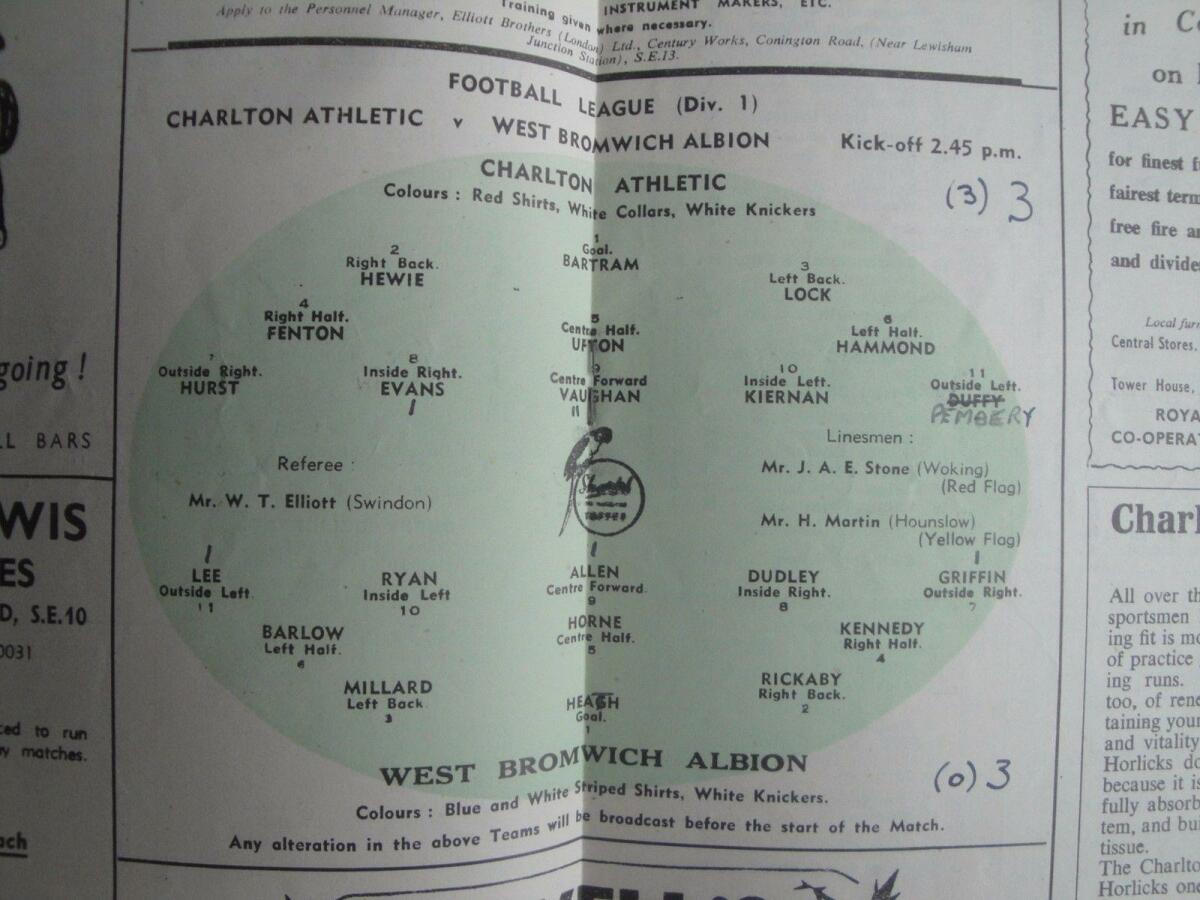 Training given where necessary.
INSTRUMENT MAKERS, ETC.
Apply to the Personnel Manager, Elliott Brothers (London) Ltd., Century Works, Conington Road, (Near Lewisham
Junction Station), S.E.13.
FOOTBALL LEAGUE (Div. 1)
CHARLTON ATHLETIC v WEST BROMWICH ALBION Kick-off 2.45 p.m.
CHARLTON ATHLETIC
Colours : Red Shirts, White Collars, White Knickers
(3) 3
1
Goal.
BARTRAM
2
Right Back.
HEWIE
3
Left Back.
LOCK
4
Right Half.
FENTON
5
Centre Half.
UFTON
6
Left Half.
HAMMOND
7
Outside Right.
HURST
8
Inside Right.
EVANS
I
9
Centre Forward
VAUGHAN
II
10
Inside Left.
KIERNAN
11
Outside Left.
DUFFY
PEMBERY
Referee :
Mr. W. T. Elliott (Swindon)
Linesmen :
Mr. J. A. E. Stone (Woking)
(Red Flag)
Mr. H. Martin (Hounslow)
(Yellow Flag)
I
LEE
Outside Left.
11
RYAN
Inside Left
10
I
ALLEN
Centre Forward.
9
DUDLEY
Inside Right.
8
I
GRIFFIN
Outside Right.
7
BARLOW
Left Half.
6
HORNE
Centre Half.
5
KENNEDY
Right Half.
4
MILLARD
Left Back.
3
HEATH
Goal.
1
RICKABY
Right Back.
2
WEST BROMWICH ALBION
(0) 3
Colours : Blue and White Striped Shirts, White Knickers.
Any alteration in the above Teams will be broadcast before the start of the Match.
going !
BARS
WIS
ES
S.E.10
0031
to run
matches.
in
on
EASY
for finest
fairest
free fire
and
Local
Central Stores.
Tower House,
ROYA
CO-OPERA
Charl
All over
sportsmen
ing fit is
of practice
ing runs.
too, of
taining your
and vitality
Horlicks
because it is
fully absorb
tem, and
tissue.
The Charlto
Horlicks